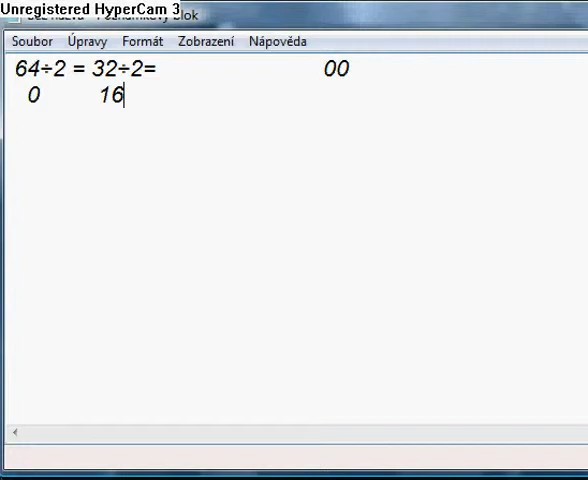 Unregistered HyperCam 3
Soubor Úpravy Formát Zobrazení Nápověda
64÷2 = 32÷2= 00
0 16